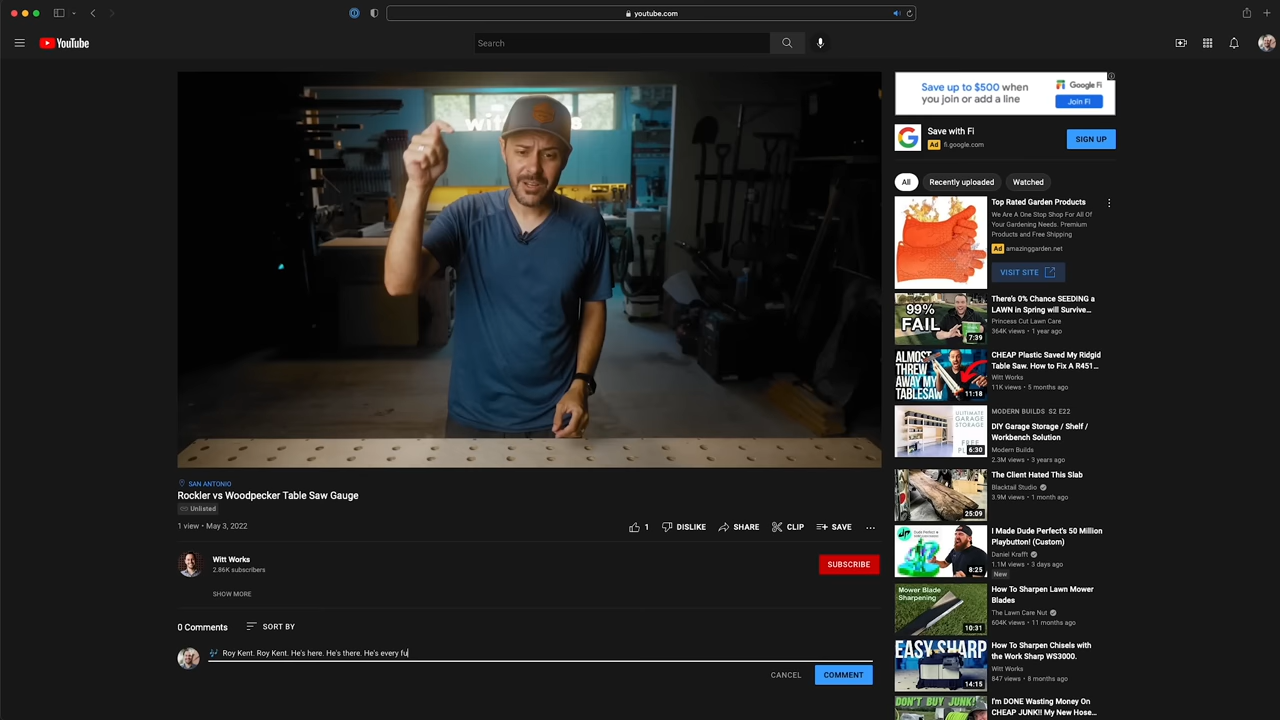 youtube.com
YouTube
Search
Save up to $500 when
you join or add a line
Google Fi
Join Fi
Save with Fi
Ad fi.google.com
SIGN UP
All Recently uploaded Watched
Top Rated Garden Products
We Are A One Stop Shop For All Of
Your Gardening Needs. Premium
Products and Free Shipping
Ad amazinggarden.net
VISIT SITE
99%
FAIL
7:39
There's 0% Chance SEEDING a
LAWN in Spring will Survive...
Princess Cut Lawn Care
364K views • 1 year ago
ALMOST
THREW
AWAY MY
TABLESAW
11:18
CHEAP Plastic Saved My Ridgid
Table Saw. How to Fix A R451...
Witt Works
11K views • 5 months ago
ULTIMATE
GARAGE
STORAGE
6:30
MODERN BUILDS S2 E22
DIY Garage Storage / Shelf /
Workbench Solution
Modern Builds
2.3M views • 3 years ago
25:09
The Client Hated This Slab
Blacktail Studio
3.9M views • 1 month ago
8:25
I Made Dude Perfect's 50 Million
Playbutton! (Custom)
Daniel Krafft
1.1M views • 3 days ago
New
Mower Blade
Sharpening
10:31
How To Sharpen Lawn Mower
Blades
The Lawn Care Nut
604K views • 11 months ago
EASY SHARP
14:15
How To Sharpen Chisels with
the Work Sharp WS3000.
Witt Works
847 views • 8 months ago
DON'T BUY JUNK!!
I'm DONE Wasting Money On
CHEAP JUNK!! My New Hose...
SAN ANTONIO
Rockler vs Woodpecker Table Saw Gauge
Unlisted
1 view • May 3, 2022
1 DISLIKE SHARE CLIP SAVE
Witt Works
2.86K subscribers
SUBSCRIBE
SHOW MORE
0 Comments SORT BY
🎶 Roy Kent. Roy Kent. He's here. He's there. He's every fu
CANCEL COMMENT